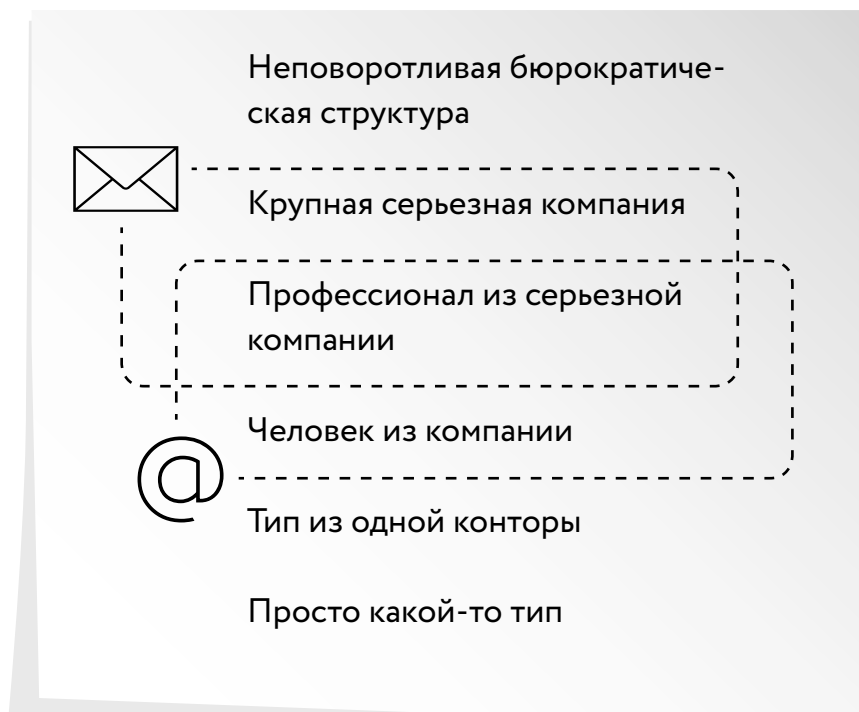 Неповоротливая бюрократиче-
ская структура
Крупная серьезная компания
Профессионал из серьезной
компании
@
Человек из компании
Тип из одной конторы
Просто какой-то тип